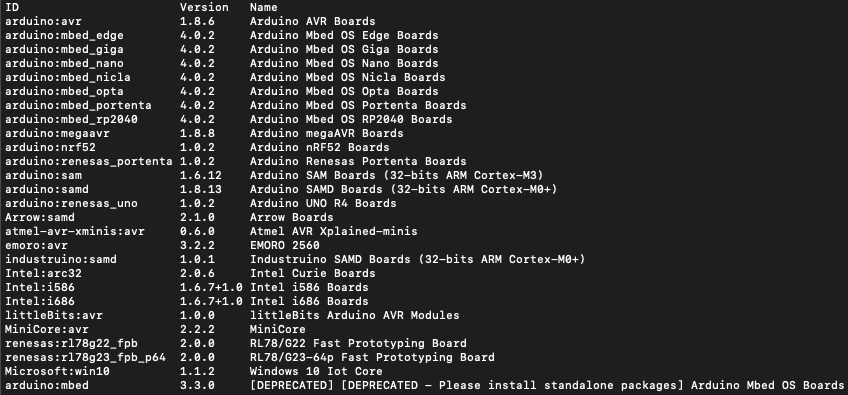 ID Version Name
arduino:avr 1.8.6 Arduino AVR Boards
arduino:mbed_edge 4.0.2 Arduino Mbed OS Edge Boards
arduino:mbed_giga 4.0.2 Arduino Mbed OS Giga Boards
arduino:mbed_nano 4.0.2 Arduino Mbed OS Nano Boards
arduino:mbed_nicla 4.0.2 Arduino Mbed OS Nicla Boards
arduino:mbed_opta 4.0.2 Arduino Mbed OS Opta Boards
arduino:mbed_portenta 4.0.2 Arduino Mbed OS Portenta Boards
arduino:mbed_rp2040 4.0.2 Arduino Mbed OS RP2040 Boards
arduino:megaavr 1.8.8 Arduino megaAVR Boards
arduino:nrf52 1.0.2 Arduino nRF52 Boards
arduino:renesas_portenta 1.0.2 Arduino Renesas Portenta Boards
arduino:sam 1.6.12 Arduino SAM Boards (32-bits ARM Cortex-M3)
arduino:samd 1.8.13 Arduino SAMD Boards (32-bits ARM Cortex-M0+)
arduino:renesas_uno 1.0.2 Arduino UNO R4 Boards
Arrow:samd 2.1.0 Arrow Boards
atmel-avr-xminis:avr 0.6.0 Atmel AVR Xplained-minis
emoro:avr 3.2.2 EMORO 2560
industruino:samd 1.0.1 Industruino SAMD Boards (32-bits ARM Cortex-M0+)
Intel:arc32 2.0.6 Intel Curie Boards
Intel:i586 1.6.7+1.0 Intel i586 Boards
Intel:i686 1.6.7+1.0 Intel i686 Boards
littleBits:avr 1.0.0 littleBits Arduino AVR Modules
MiniCore:avr 2.2.2 MiniCore
renesas:rl78g22_fpb 2.0.0 RL78/G22 Fast Prototyping Board
renesas:rl78g23_fpb_p64 2.0.0 RL78/G23-64p Fast Prototyping Board
Microsoft:win10 1.1.2 Windows 10 Iot Core
arduino:mbed 3.3.0 [DEPRECATED] [DEPRECATED - Please install standalone packages] Arduino Mbed OS Boards